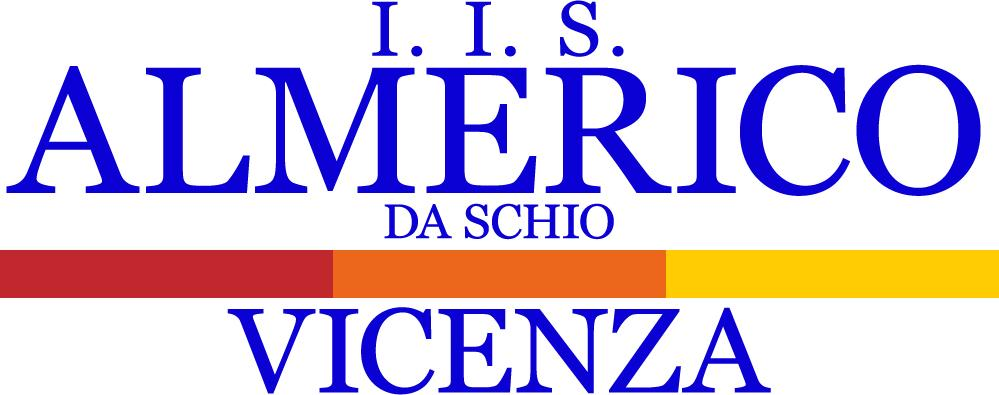 I. I. S.
ALMERICO
DA SCHIO
VICENZA